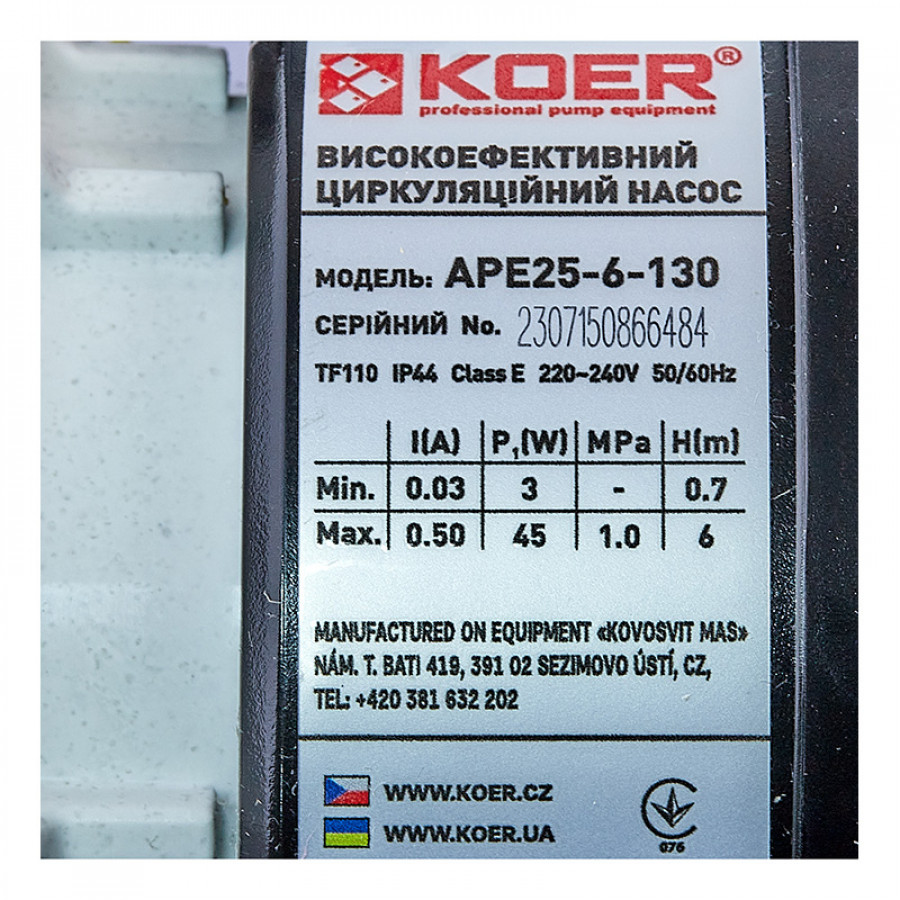 KOER®
professional pump equipment
ВИСОКОЕФЕКТИВНИЙ
ЦИРКУЛЯЦІЙНИЙ НАСОС
МОДЕЛЬ: APE25-6-130
СЕРІЙНИЙ No. 2307150866484
TF110 IP44 Class E 220~240V 50/60Hz
I(A) P₁(W) MPa H(m)
Min. 0.03 3 - 0.7
Max. 0.50 45 1.0 6
MANUFACTURED ON EQUIPMENT «KOVOSVIT MAS»
NÁM. T. BATI 419, 391 02 SEZIMOVO ÚSTÍ, CZ,
TEL: +420 381 632 202
WWW.KOER.CZ
WWW.KOER.UA
076